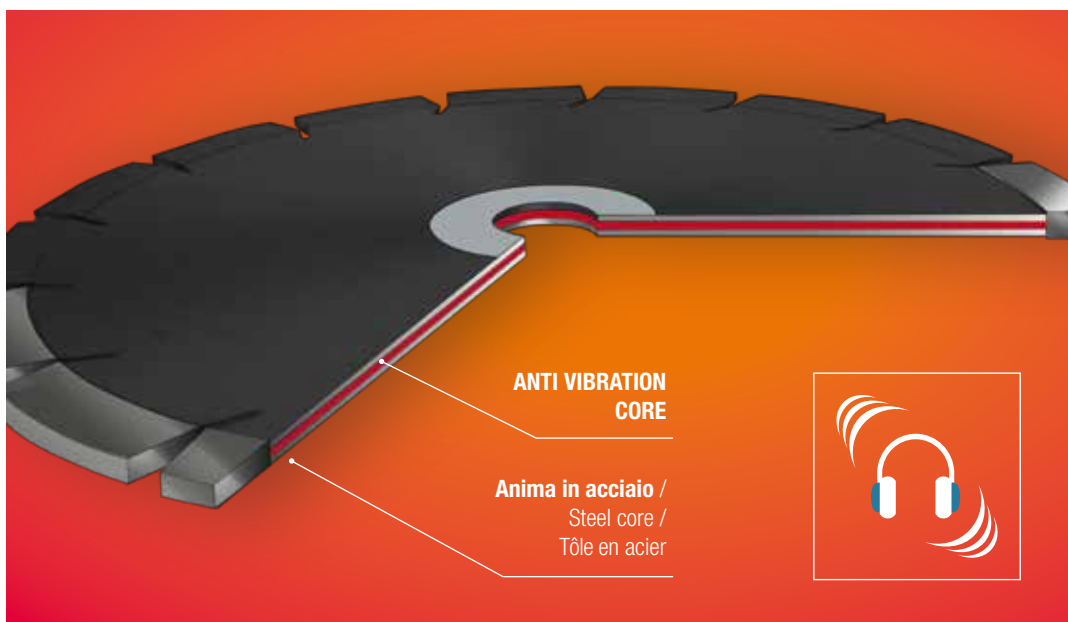 ANTI VIBRATION
CORE
Anima in acciaio /
Steel core /
Tôle en acier